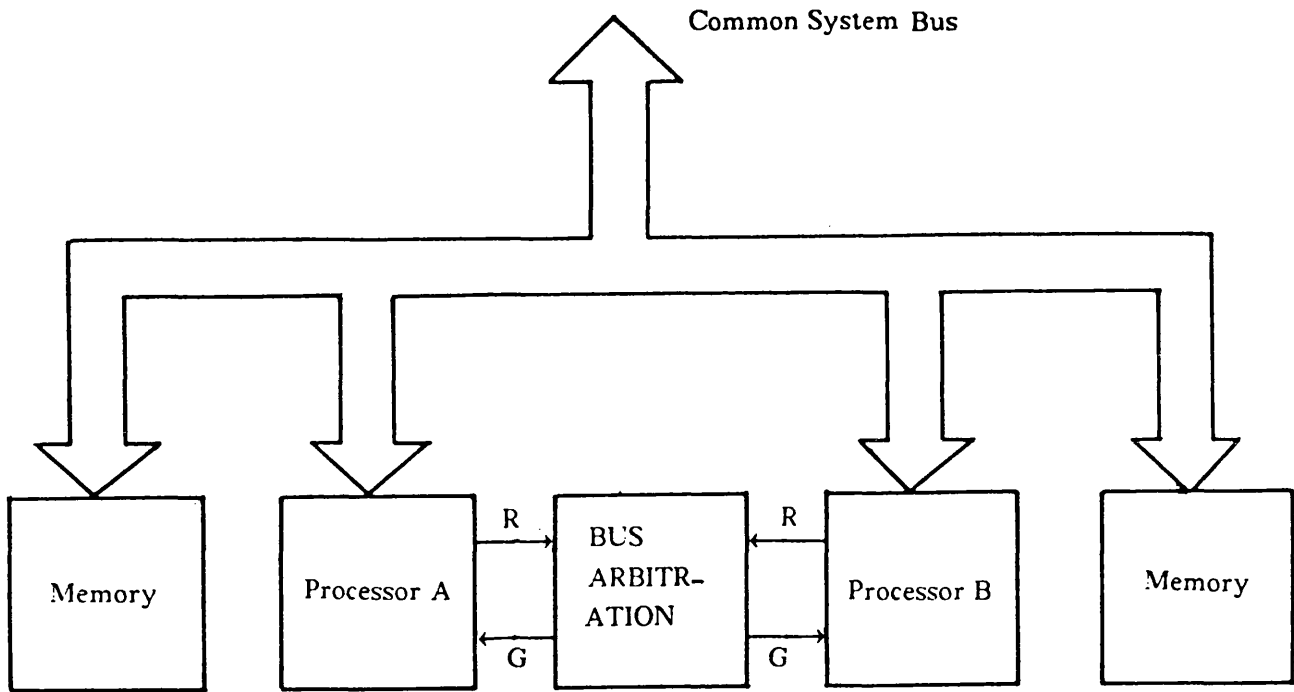 Common System Bus
R
R
BUS
ARBITR-
ATION
Memory
Processor A
Processor B
Memory
G
G